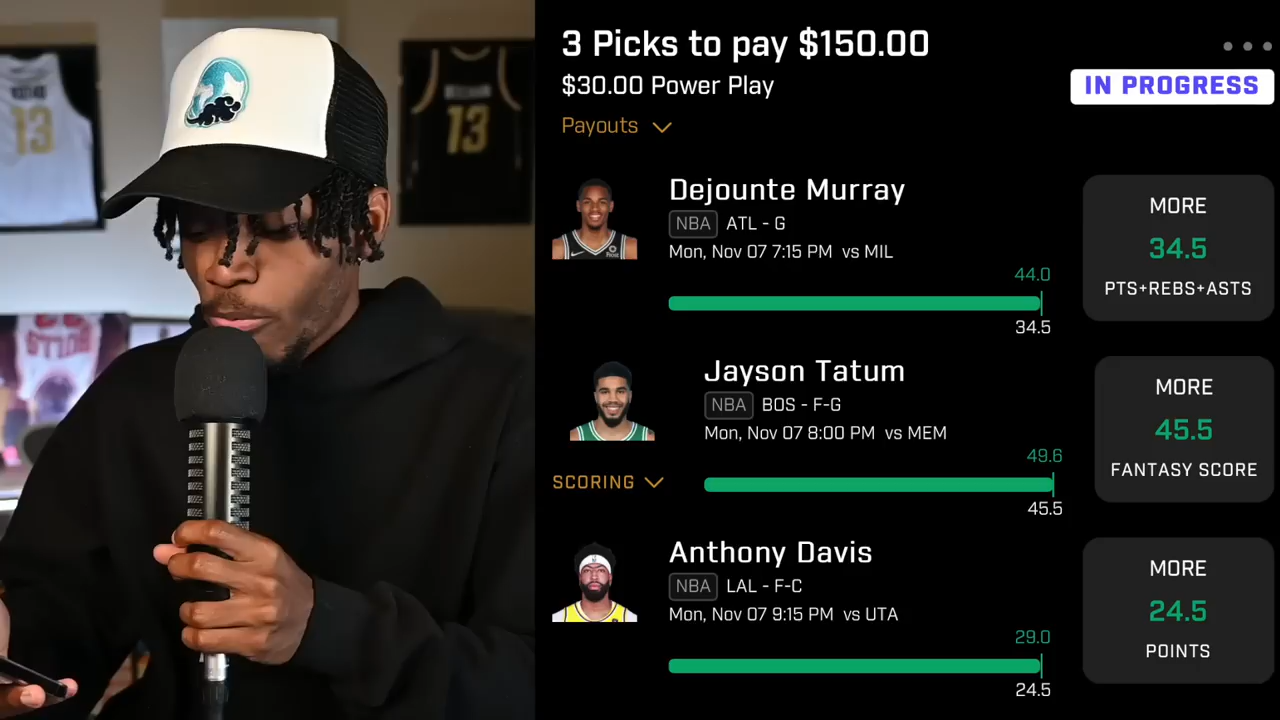 3 Picks to pay $150.00
$30.00 Power Play
IN PROGRESS
Payouts
Dejounte Murray
NBA ATL - G
Mon, Nov 07 7:15 PM vs MIL
44.0
34.5
MORE
34.5
PTS+REBS+ASTS
Jayson Tatum
NBA BOS - F-G
Mon, Nov 07 8:00 PM vs MEM
SCORING
49.6
45.5
MORE
45.5
FANTASY SCORE
Anthony Davis
NBA LAL - F-C
Mon, Nov 07 9:15 PM vs UTA
29.0
24.5
MORE
24.5
POINTS
13
13